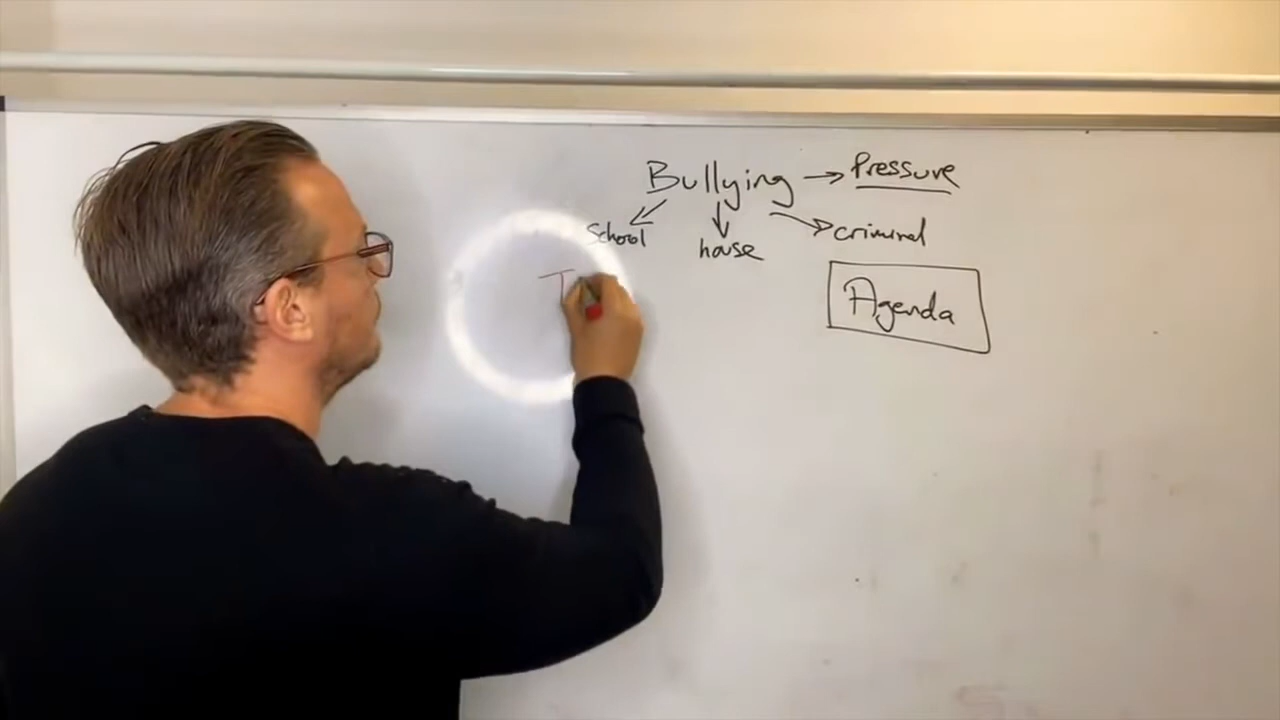 Bullying → Pressure
School
house
criminal
Agenda
T